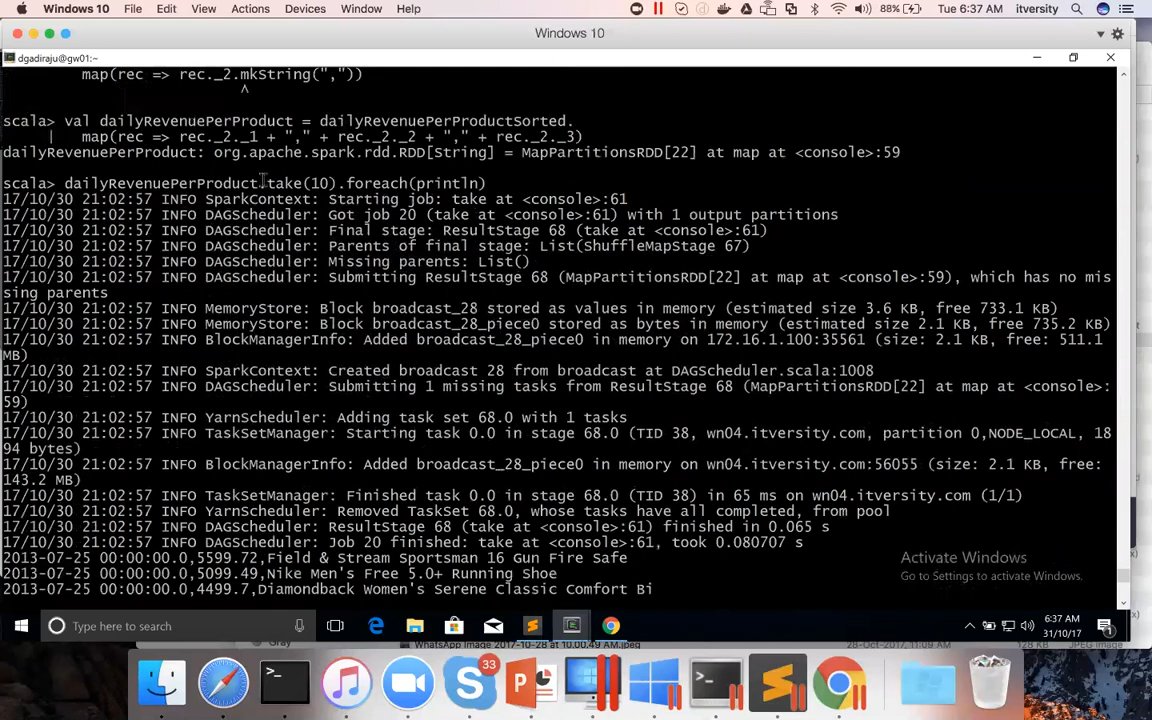 Windows 10 File Edit View Actions Devices Window Help 88% Tue 6:37 AM itversity
Windows 10
dgadiraju@gw01:~
map(rec => rec._2.mkString(","))
^
scala> val dailyRevenuePerProduct = dailyRevenuePerProductSorted.
| map(rec => rec._2._1 + "," + rec._2._2 + "," + rec._2._3)
dailyRevenuePerProduct: org.apache.spark.rdd.RDD[String] = MapPartitionsRDD[22] at map at <console>:59
scala> dailyRevenuePerProduct.take(10).foreach(println)
17/10/30 21:02:57 INFO SparkContext: Starting job: take at <console>:61
17/10/30 21:02:57 INFO DAGScheduler: Got job 20 (take at <console>:61) with 1 output partitions
17/10/30 21:02:57 INFO DAGScheduler: Final stage: ResultStage 68 (take at <console>:61)
17/10/30 21:02:57 INFO DAGScheduler: Parents of final stage: List(ShuffleMapStage 67)
17/10/30 21:02:57 INFO DAGScheduler: Missing parents: List()
17/10/30 21:02:57 INFO DAGScheduler: Submitting ResultStage 68 (MapPartitionsRDD[22] at map at <console>:59), which has no mis
sing parents
17/10/30 21:02:57 INFO MemoryStore: Block broadcast_28 stored as values in memory (estimated size 3.6 KB, free 733.1 KB)
17/10/30 21:02:57 INFO MemoryStore: Block broadcast_28_piece0 stored as bytes in memory (estimated size 2.1 KB, free 735.2 KB)
17/10/30 21:02:57 INFO BlockManagerInfo: Added broadcast_28_piece0 in memory on 172.16.1.100:35561 (size: 2.1 KB, free: 511.1
MB)
17/10/30 21:02:57 INFO SparkContext: Created broadcast 28 from broadcast at DAGScheduler.scala:1008
17/10/30 21:02:57 INFO DAGScheduler: Submitting 1 missing tasks from ResultStage 68 (MapPartitionsRDD[22] at map at <console>:
59)
17/10/30 21:02:57 INFO YarnScheduler: Adding task set 68.0 with 1 tasks
17/10/30 21:02:57 INFO TaskSetManager: Starting task 0.0 in stage 68.0 (TID 38, wn04.itversity.com, partition 0,NODE_LOCAL, 18
94 bytes)
17/10/30 21:02:57 INFO BlockManagerInfo: Added broadcast_28_piece0 in memory on wn04.itversity.com:56055 (size: 2.1 KB, free:
143.2 MB)
17/10/30 21:02:57 INFO TaskSetManager: Finished task 0.0 in stage 68.0 (TID 38) in 65 ms on wn04.itversity.com (1/1)
17/10/30 21:02:57 INFO YarnScheduler: Removed TaskSet 68.0, whose tasks have all completed, from pool
17/10/30 21:02:57 INFO DAGScheduler: ResultStage 68 (take at <console>:61) finished in 0.065 s
17/10/30 21:02:57 INFO DAGScheduler: Job 20 finished: take at <console>:61, took 0.080707 s
2013-07-25 00:00:00.0,5599.72,Field & Stream Sportsman 16 Gun Fire Safe
2013-07-25 00:00:00.0,5099.49,Nike Men's Free 5.0+ Running Shoe
2013-07-25 00:00:00.0,4499.7,Diamondback Women's Serene Classic Comfort Bi
Activate Windows
Go to Settings to activate Windows.
Type here to search
6:37 AM
31/10/17
Gray
WhatsApp Image 2017-10-28 at 10.00.49 AM.jpeg
28-Oct-2017, 11:09 AM
128 KB
33